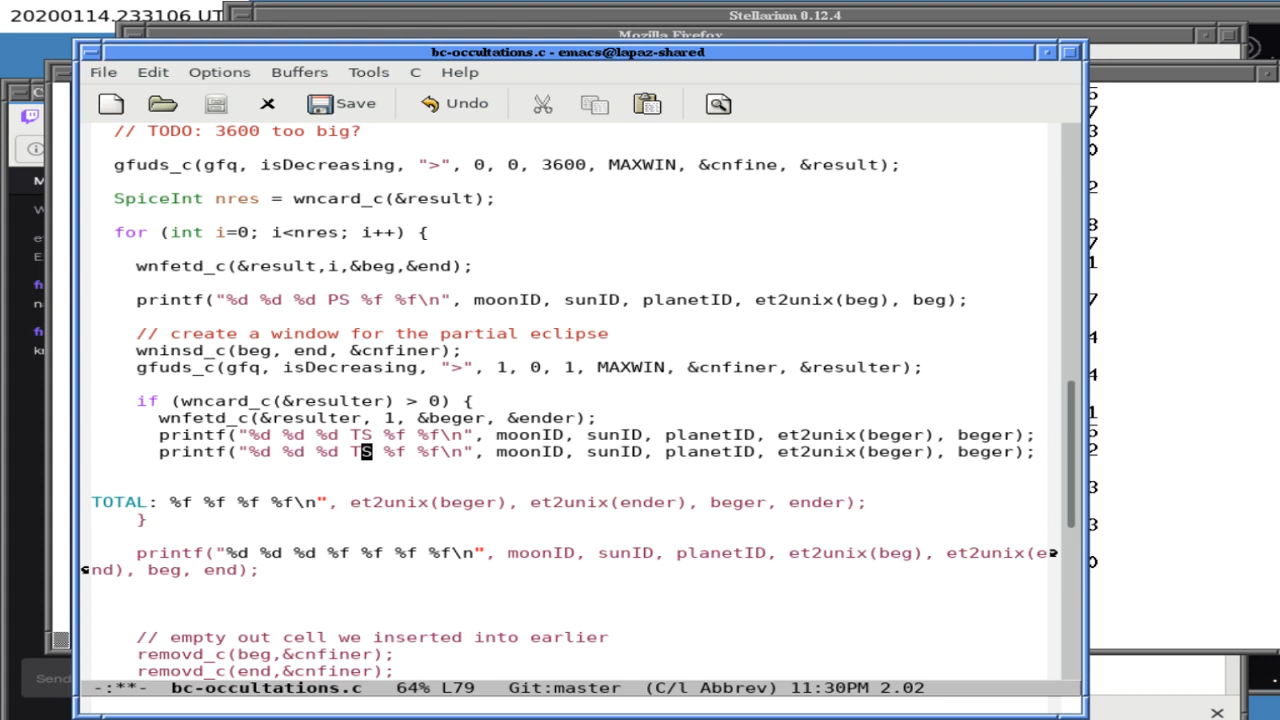 20200114.233106 UT
Stellarium 0.12.4
Mozilla Firefox
bc-occultations.c - emacs@lapaz-shared
File Edit Options Buffers Tools C Help
Save Undo
// TODO: 3600 too big?
gfuds_c(gfq, isDecreasing, ">", 0, 0, 3600, MAXWIN, &cnfine, &result);
SpiceInt nres = wncard_c(&result);
for (int i=0; i<nres; i++) {
wnfetd_c(&result,i,&beg,&end);
printf("%d %d %d PS %f %f\n", moonID, sunID, planetID, et2unix(beg), beg);
// create a window for the partial eclipse
wninsd_c(beg, end, &cnfiner);
gfuds_c(gfq, isDecreasing, ">", 1, 0, 1, MAXWIN, &cnfiner, &resulter);
if (wncard_c(&resulter) > 0) {
wnfetd_c(&resulter, 1, &beger, &ender);
printf("%d %d %d TS %f %f\n", moonID, sunID, planetID, et2unix(beger), beger);
printf("%d %d %d TS %f %f\n", moonID, sunID, planetID, et2unix(beger), beger);
TOTAL: %f %f %f %f\n", et2unix(beger), et2unix(ender), beger, ender);
}
printf("%d %d %d %f %f %f %f\n", moonID, sunID, planetID, et2unix(beg), et2unix(e
nd), beg, end);
// empty out cell we inserted into earlier
removd_c(beg,&cnfiner);
removd_c(end,&cnfiner);
-:**- bc-occultations.c 64% L79 Git:master (C/l Abbrev) 11:30PM 2.02
Send